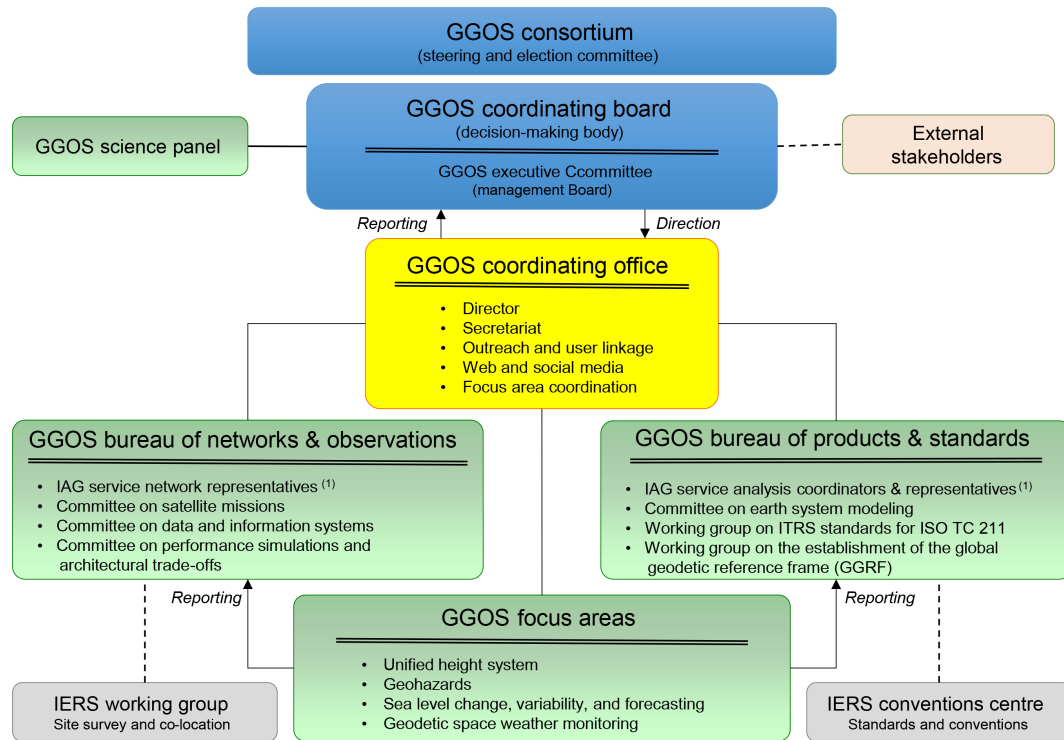 GGOS consortium
(steering and election committee)
GGOS coordinating board
(decision-making body)
GGOS executive Ccommittee
(management Board)
GGOS science panel
External
stakeholders
Reporting
Direction
GGOS coordinating office
• Director
• Secretariat
• Outreach and user linkage
• Web and social media
• Focus area coordination
GGOS bureau of networks & observations
• IAG service network representatives (1)
• Committee on satellite missions
• Committee on data and information systems
• Committee on performance simulations and
architectural trade-offs
GGOS bureau of products & standards
• IAG service analysis coordinators & representatives (1)
• Committee on earth system modeling
• Working group on ITRS standards for ISO TC 211
• Working group on the establishment of the global
geodetic reference frame (GGRF)
Reporting
Reporting
GGOS focus areas
• Unified height system
• Geohazards
• Sea level change, variability, and forecasting
• Geodetic space weather monitoring
IERS working group
Site survey and co-location
IERS conventions centre
Standards and conventions